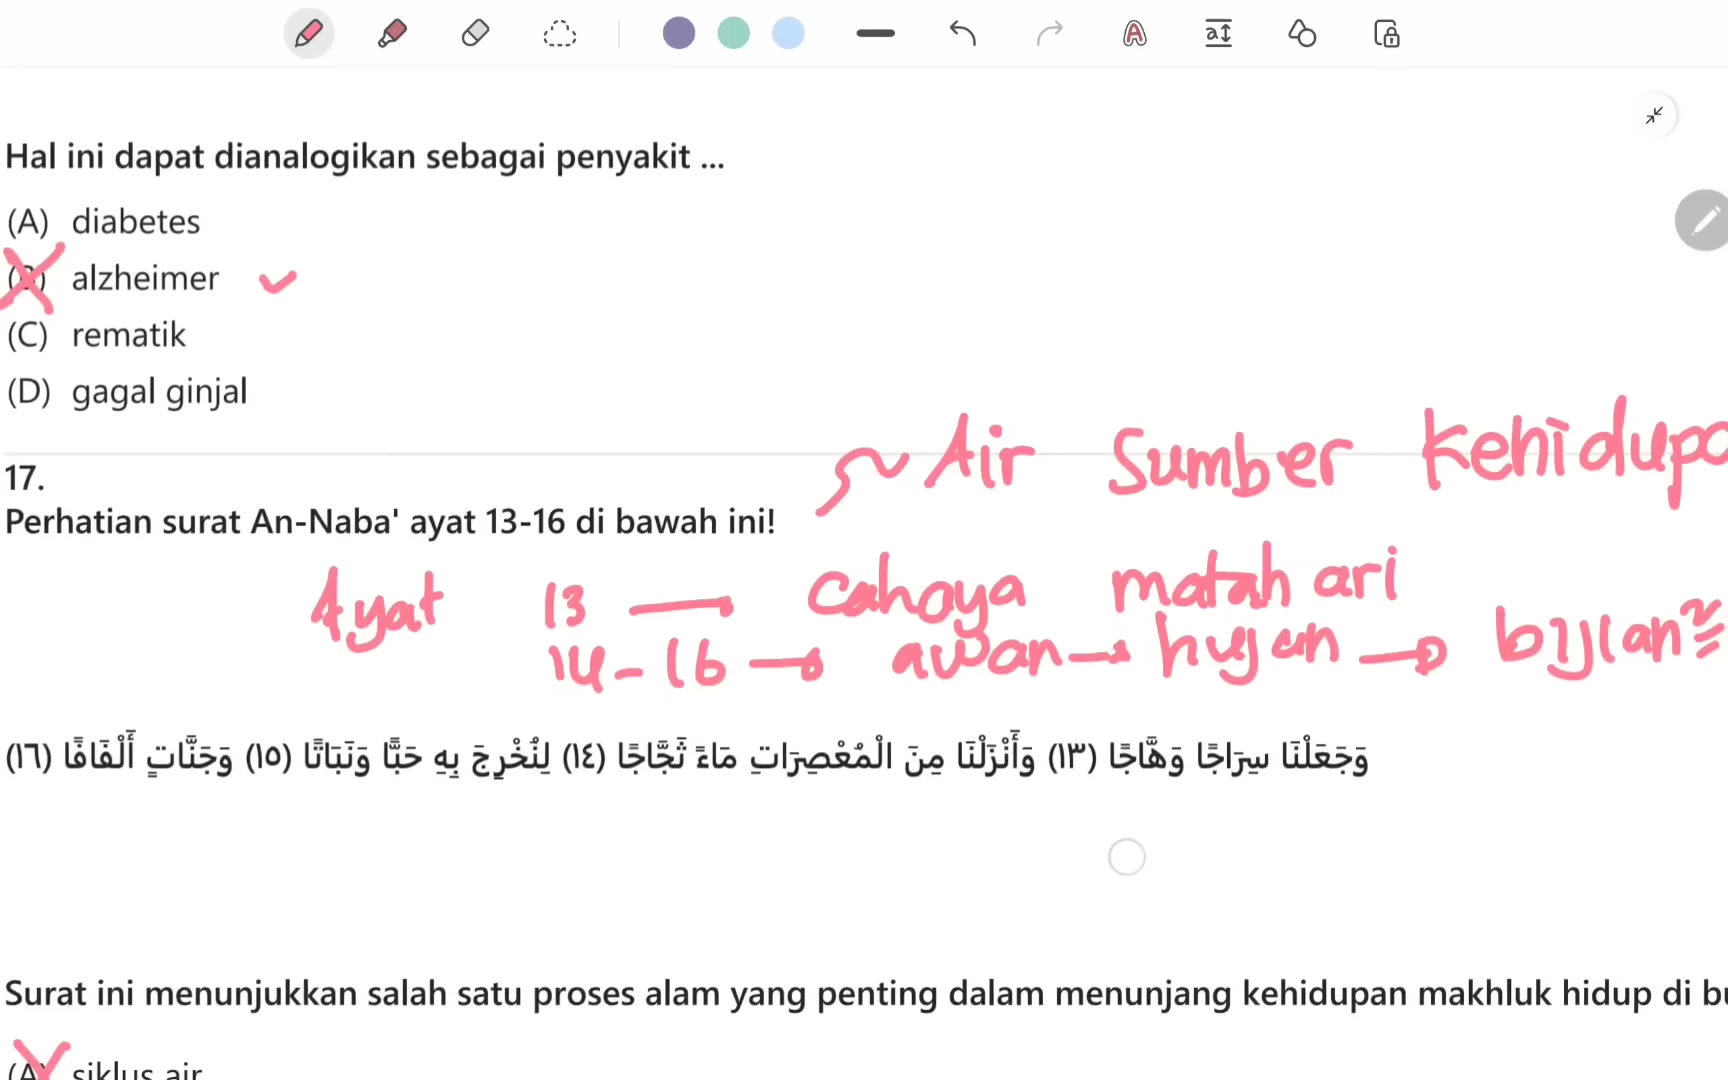 Hal ini dapat dianalogikan sebagai penyakit ...
(A) diabetes
alzheimer
(C) rematik
(D) gagal ginjal
Air Sumber
17.
Perhatian surat An-Naba' ayat 13-16 di bawah ini!
Ayat 13 → cahaya matahari
14-16 → awan → hujan →
وَجَعَلْنَا سِرَاجًا وَهَّاجًا (١٣) وَأَنْزَلْنَا مِنَ الْمُعْصِرَاتِ مَاءً ثَجَّاجًا (١٤) لِنُخْرِجَ بِهِ حَبًّا وَنَبَاتًا (١٥) وَجَنَّاتٍ أَلْفَافًا (١٦)
Surat ini menunjukkan salah satu proses alam yang penting dalam menunjang kehidupan makhluk hidup di
(A) siklus air